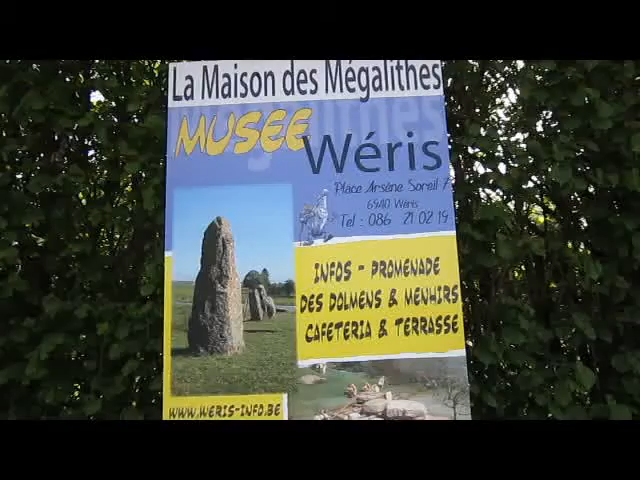 La Maison des Mégalithes
MUSEE
Wéris
Place Arsène Soreil 7
6940 Wéris
Tel : 086 21 02 19
INFOS - PROMENADE
DES DOLMENS & MENHIRS
CAFETERIA & TERRASSE
WWW.WERIS-INFO.BE